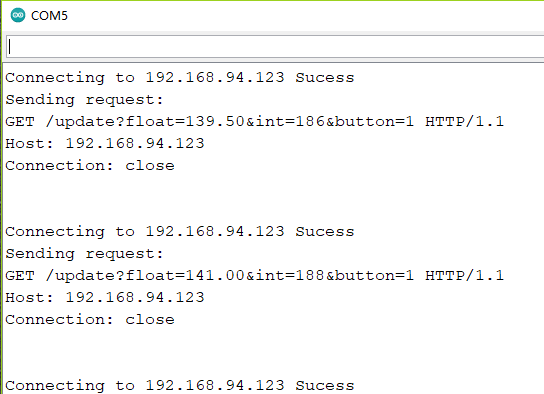 COM5
Connecting to 192.168.94.123 Sucess
Sending request:
GET /update?float=139.50&int=186&button=1 HTTP/1.1
Host: 192.168.94.123
Connection: close
Connecting to 192.168.94.123 Sucess
Sending request:
GET /update?float=141.00&int=188&button=1 HTTP/1.1
Host: 192.168.94.123
Connection: close
Connecting to 192.168.94.123 Sucess